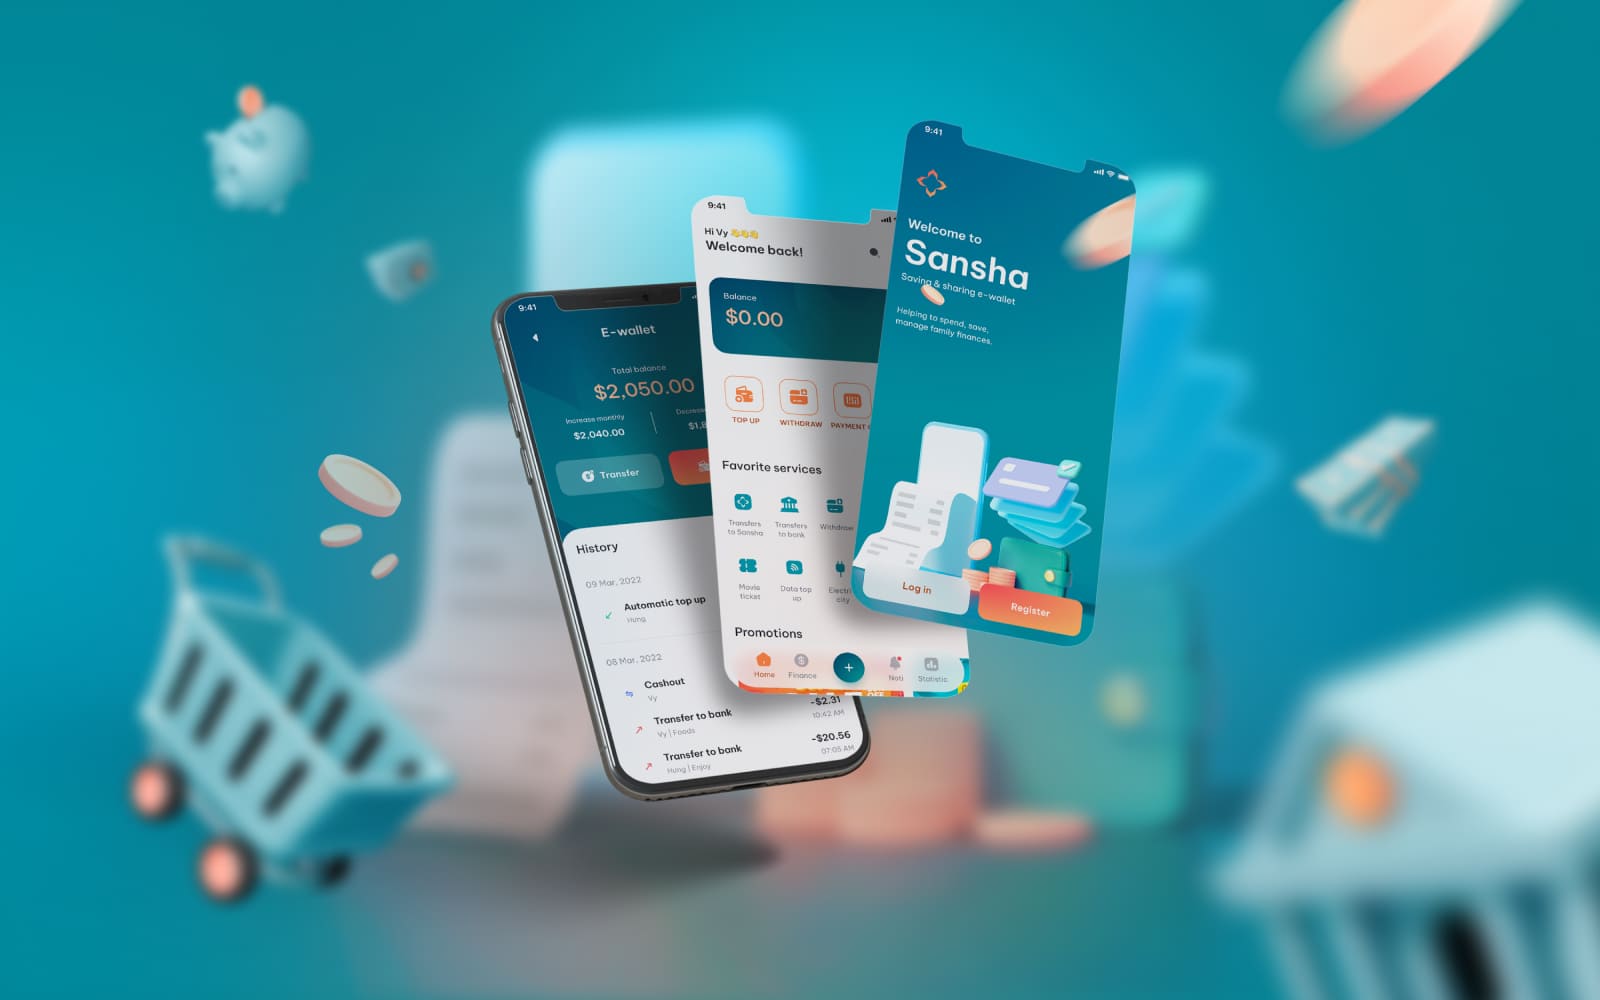 9:41
E-wallet
Total balance
$2,050.00
Increase monthly
$2,040.00
$1,8
Transfer
History
09 Mar, 2022
Automatic top up
Hung
08 Mar, 2022
Cashout
Vy
Transfer to bank
-$2.31
Vy | Foods
10:42 AM
Transfer to bank
-$20.56
Hung | Enjoy
07:05 AM
9:41
Hi Vy
Welcome back!
Balance
$0.00
TOP UP
WITHDRAW
PAYMENT
Favorite services
Transfers
to Sansha
Transfers
to bank
Withdraw
Movie
ticket
Data top
up
Electri
city
Promotions
Home
Finance
Noti
Statistic
9:41
Welcome to
Sansha
Saving & sharing e-wallet
Helping to spend, save,
manage family finances.
Log in
Register